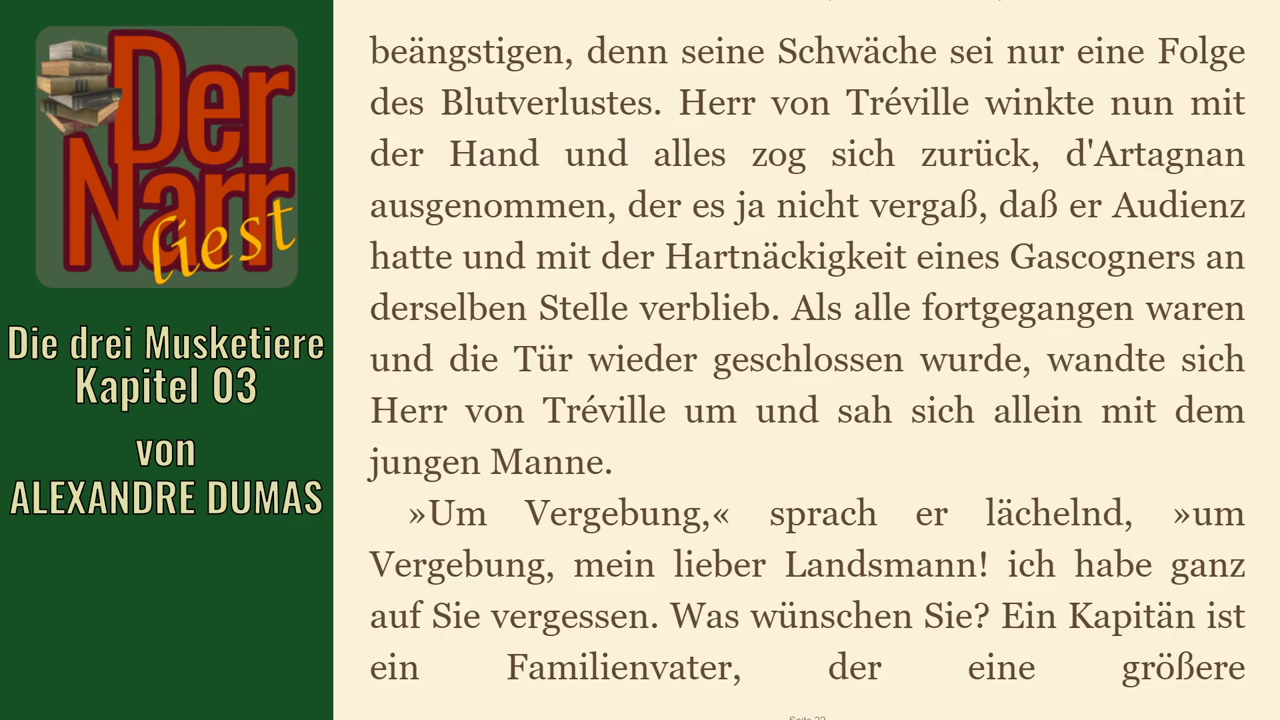 Der
Narr
liest
Die drei Musketiere
Kapitel 03
von
ALEXANDRE DUMAS
beängstigen, denn seine Schwäche sei nur eine Folge
des Blutverlustes. Herr von Tréville winkte nun mit
der Hand und alles zog sich zurück, d'Artagnan
ausgenommen, der es ja nicht vergaß, daß er Audienz
hatte und mit der Hartnäckigkeit eines Gascogners an
derselben Stelle verblieb. Als alle fortgegangen waren
und die Tür wieder geschlossen wurde, wandte sich
Herr von Tréville um und sah sich allein mit dem
jungen Manne.
»Um Vergebung,« sprach er lächelnd, »um
Vergebung, mein lieber Landsmann! ich habe ganz
auf Sie vergessen. Was wünschen Sie? Ein Kapitän ist
ein Familienvater, der eine größere